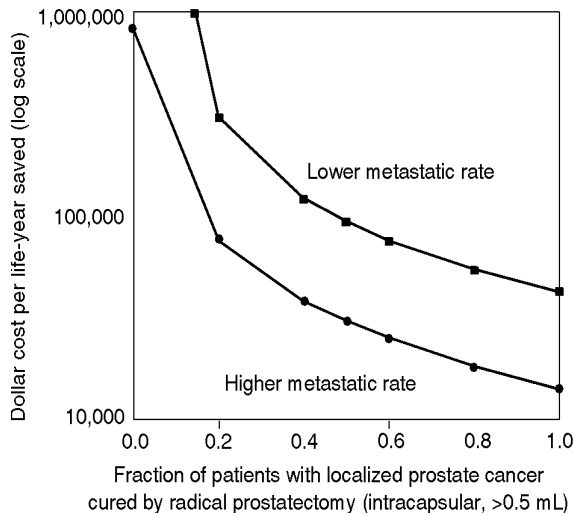 Dollar cost per life-year saved (log scale)
1,000,000
100,000
10,000
Lower metastatic rate
Higher metastatic rate
0.0 0.2 0.4 0.6 0.8 1.0
Fraction of patients with localized prostate cancer
cured by radical prostatectomy (intracapsular, >0.5 mL)